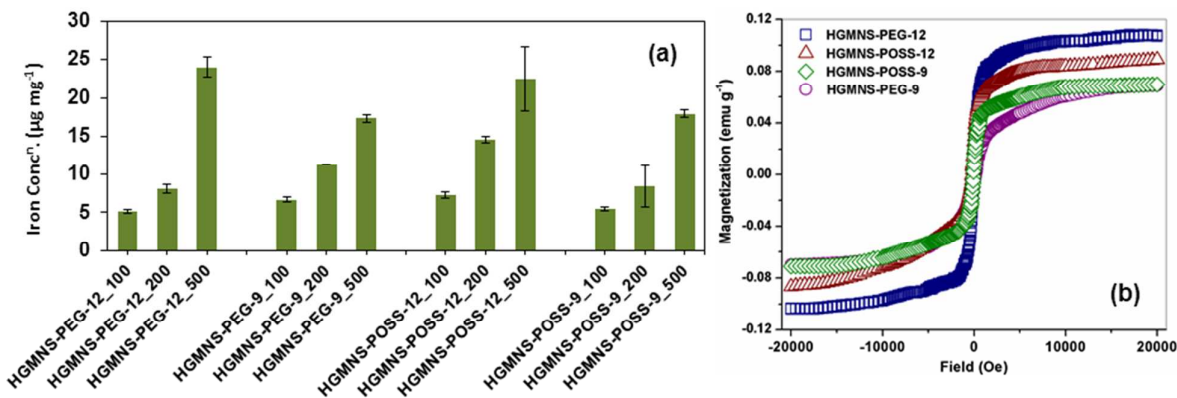 30
25
20
15
10
5
0
Iron Concⁿ. (µg mg⁻¹)
(a)
HGMNS-PEG-12_100
HGMNS-PEG-12_200
HGMNS-PEG-12_500
HGMNS-PEG-9_100
HGMNS-PEG-9_200
HGMNS-PEG-9_500
HGMNS-POSS-12_100
HGMNS-POSS-12_200
HGMNS-POSS-12_500
HGMNS-POSS-9_100
HGMNS-POSS-9_200
HGMNS-POSS-9_500
0.12
0.08
0.04
0.00
-0.04
-0.08
-0.12
Magnetization (emu g⁻¹)
HGMNS-PEG-12
HGMNS-POSS-12
HGMNS-POSS-9
HGMNS-PEG-9
(b)
-20000 -10000 0 10000 20000
Field (Oe)